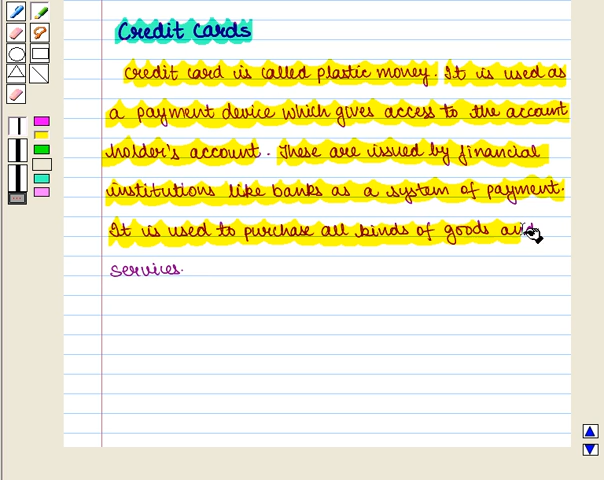 Credit Cards
Credit card is called plastic money. It is used as
a payment device which gives access to the account
holder's account. These are issued by financial
institutions like banks as a system of payment.
It is used to purchase all kinds of goods and
services.